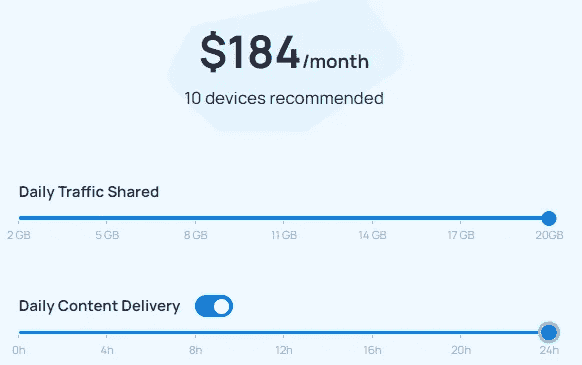 $184/month
10 devices recommended
Daily Traffic Shared
2 GB 5 GB 8 GB 11 GB 14 GB 17 GB 20GB
Daily Content Delivery
0h 4h 8h 12h 16h 20h 24h